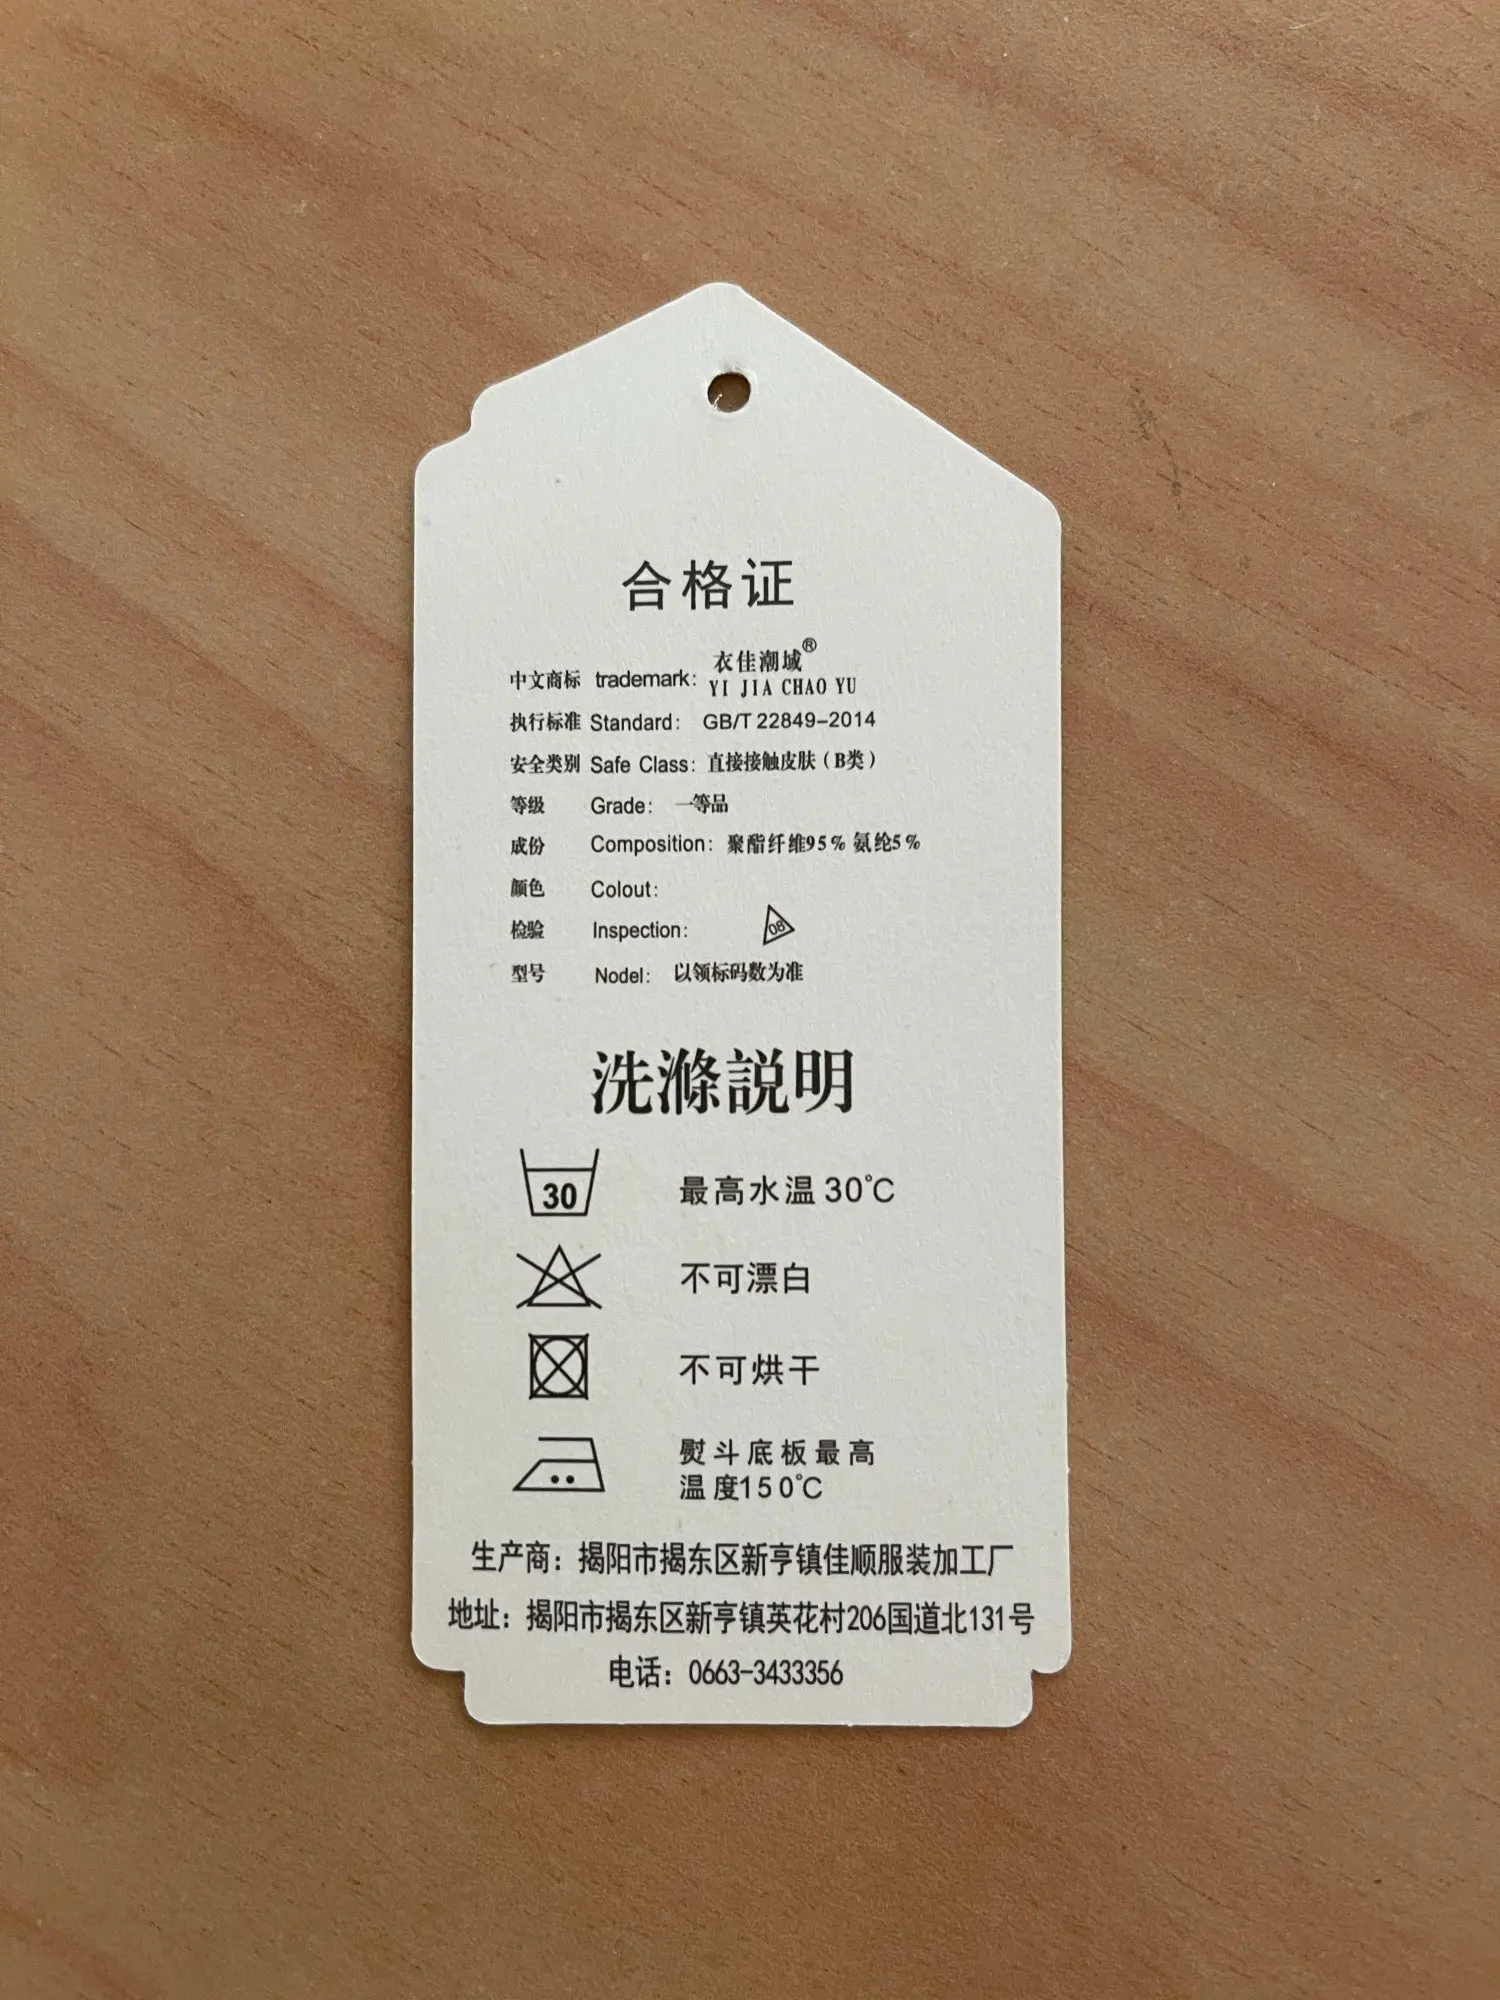 合格证
中文商标 trademark: 衣佳潮域®
YI JIA CHAO YU
执行标准 Standard: GB/T 22849-2014
安全类别 Safe Class: 直接接触皮肤（B类）
等级 Grade: 一等品
成份 Composition: 聚酯纤维95% 氨纶5%
颜色 Colout:
检验 Inspection: 08
型号 Nodel: 以领标码数为准
洗滌説明
30 最高水温30℃
不可漂白
不可烘干
熨斗底板最高
温度150℃
生产商：揭阳市揭东区新亨镇佳顺服装加工厂
地址：揭阳市揭东区新亨镇英花村206国道北131号
电话：0663-3433356